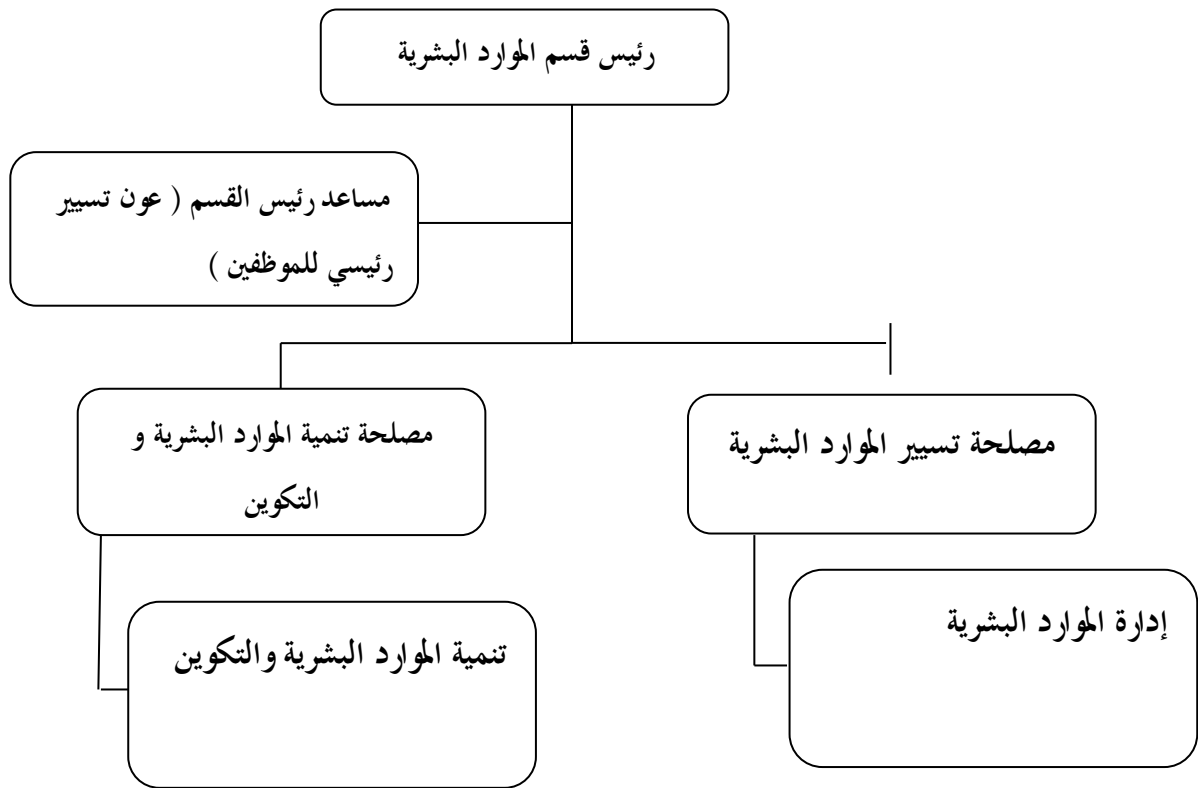 رئيس قسم الموارد البشرية
مساعد رئيس القسم ( عون تسيير
رئيسي للموظفين )
مصلحة تسيير الموارد البشرية
مصلحة تنمية الموارد البشرية و
التكوين
إدارة الموارد البشرية
تنمية الموارد البشرية والتكوين